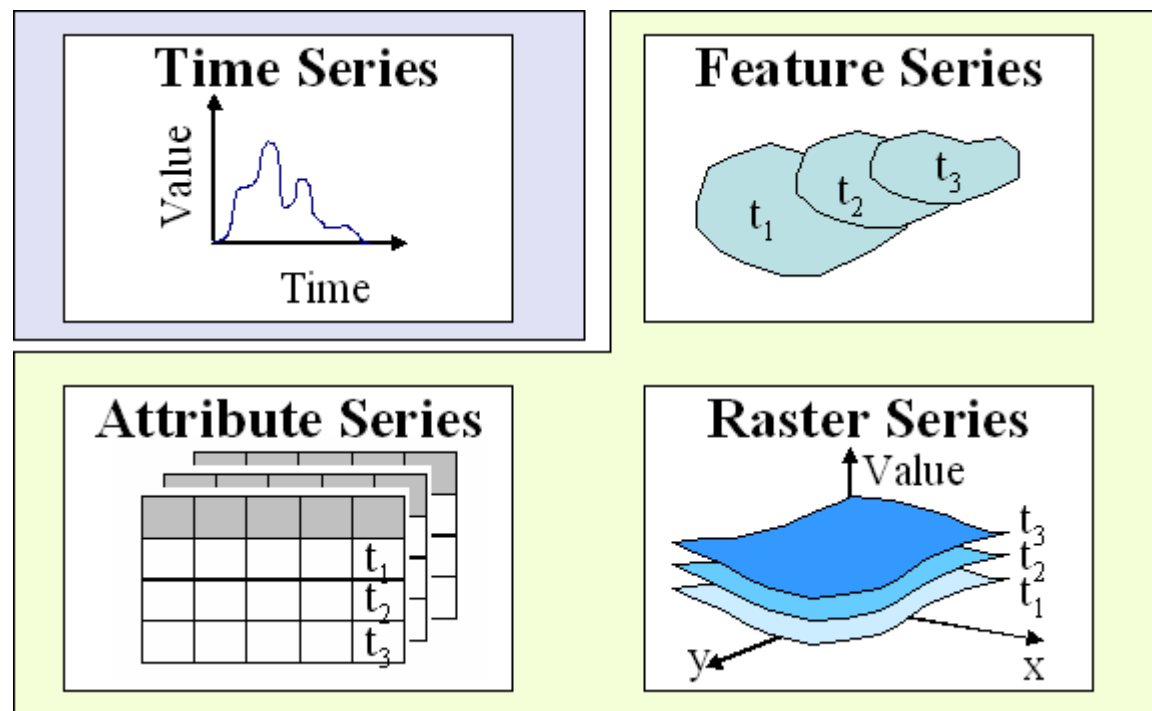 Time Series
Value
Time
Feature Series
t₁
t₂
t₃
Attribute Series
t₁
t₂
t₃
Raster Series
Value
t₃
t₂
t₁
y
x